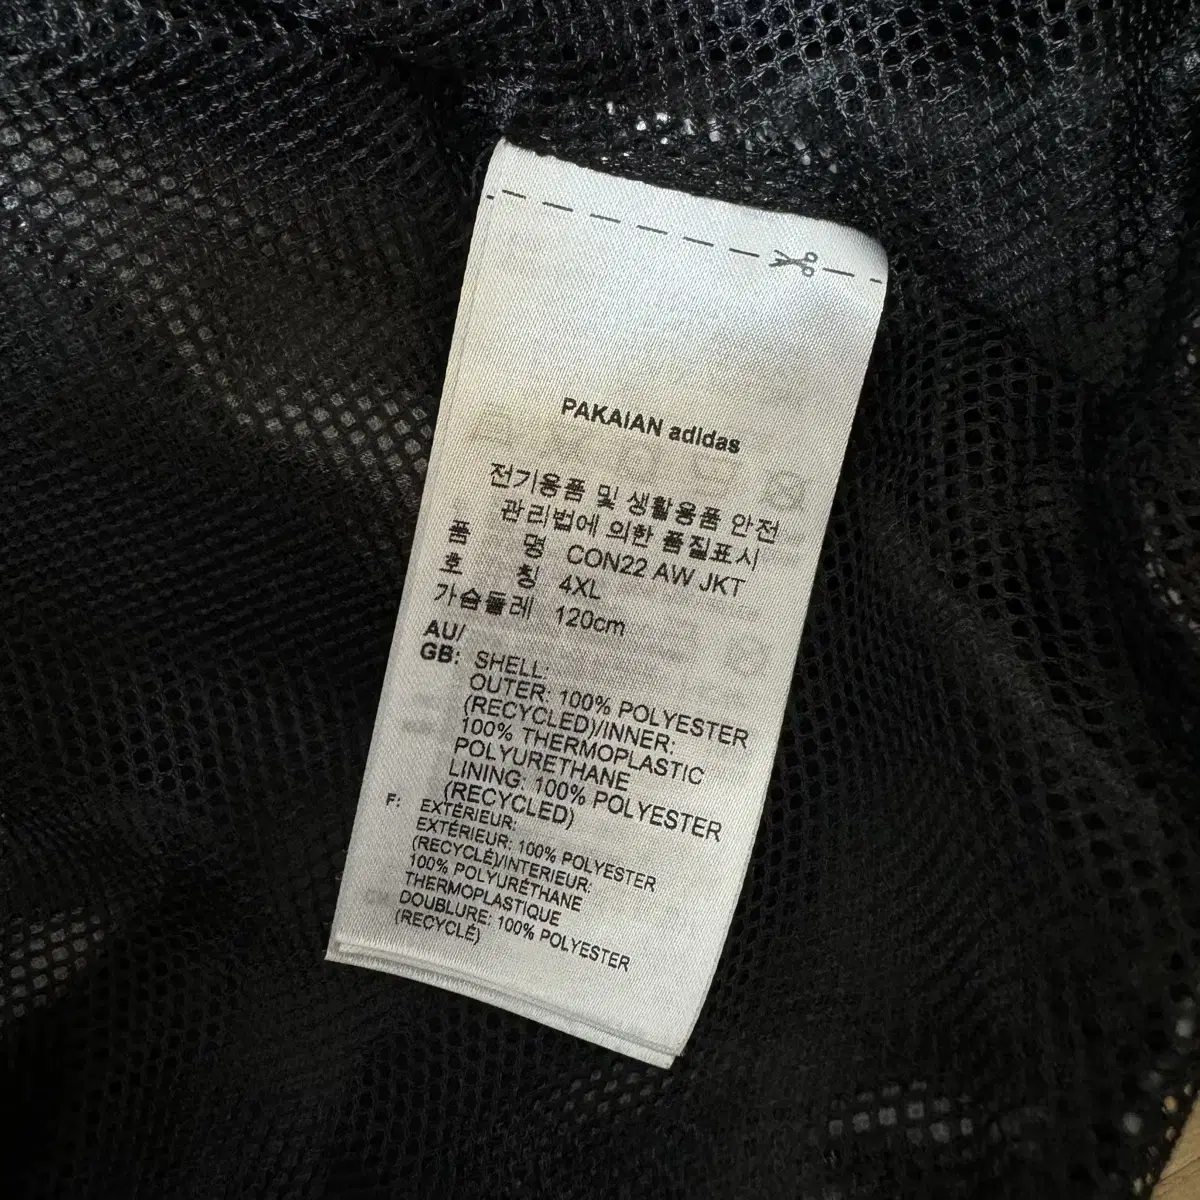 PAKAIAN adidas
전기용품 및 생활용품 안전
관리법에 의한 품질표시
품 명 CON22 AW JKT
호 칭 4XL
가슴둘레 120cm
AU/
GB: SHELL:
OUTER: 100% POLYESTER
(RECYCLED)/INNER:
100% THERMOPLASTIC
POLYURETHANE
LINING: 100% POLYESTER
(RECYCLED)
F: EXTÉRIEUR:
EXTÉRIEUR: 100% POLYESTER
(RECYCLÉ)/INTERIEUR:
100% POLYURÉTHANE
THERMOPLASTIQUE
DOUBLURE: 100% POLYESTER
(RECYCLÉ)